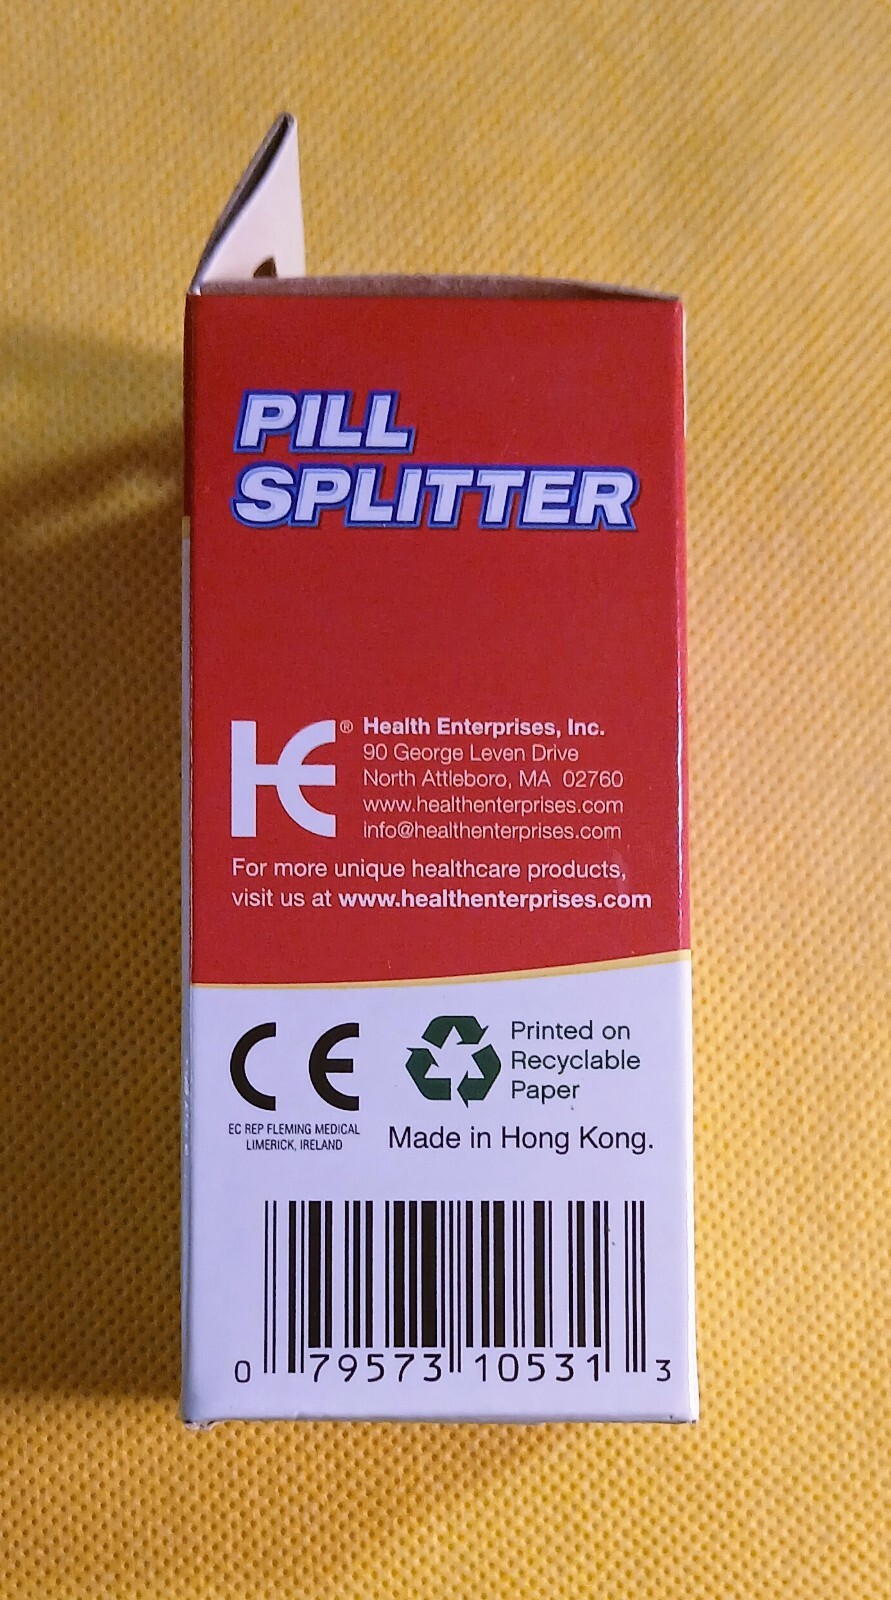 PILL
SPLITTER
HE® Health Enterprises, Inc.
90 George Leven Drive
North Attleboro, MA 02760
www.healthenterprises.com
info@healthenterprises.com
For more unique healthcare products,
visit us at www.healthenterprises.com
CE
EC REP FLEMING MEDICAL
LIMERICK, IRELAND
Printed on
Recyclable
Paper
Made in Hong Kong.
0 79573 10531 3